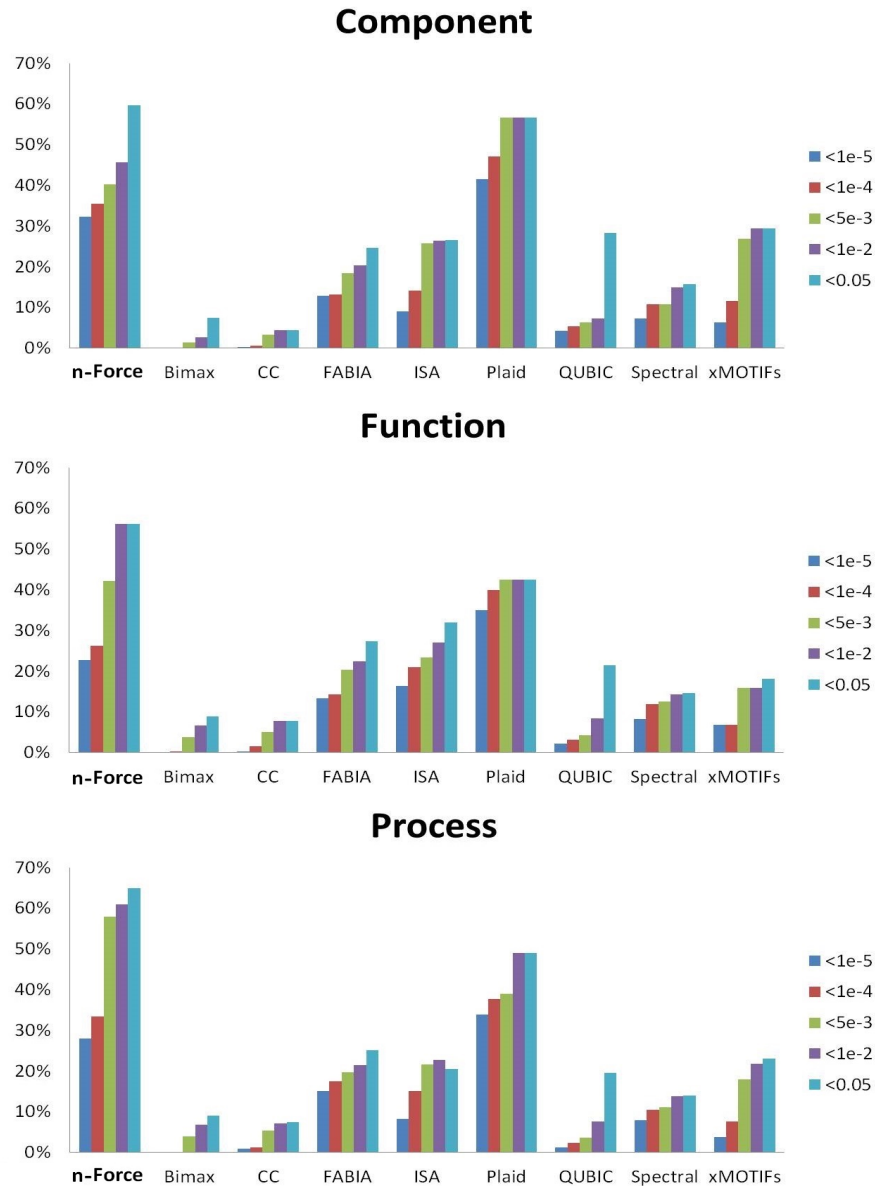 Component
70%
60%
50%
40%
30%
20%
10%
0%
n-Force Bimax CC FABIA ISA Plaid QUBIC Spectral xMOTIFs
<1e-5
<1e-4
<5e-3
<1e-2
<0.05
Function
70%
60%
50%
40%
30%
20%
10%
0%
n-Force Bimax CC FABIA ISA Plaid QUBIC Spectral xMOTIFs
<1e-5
<1e-4
<5e-3
<1e-2
<0.05
Process
70%
60%
50%
40%
30%
20%
10%
0%
n-Force Bimax CC FABIA ISA Plaid QUBIC Spectral xMOTIFs
<1e-5
<1e-4
<5e-3
<1e-2
<0.05